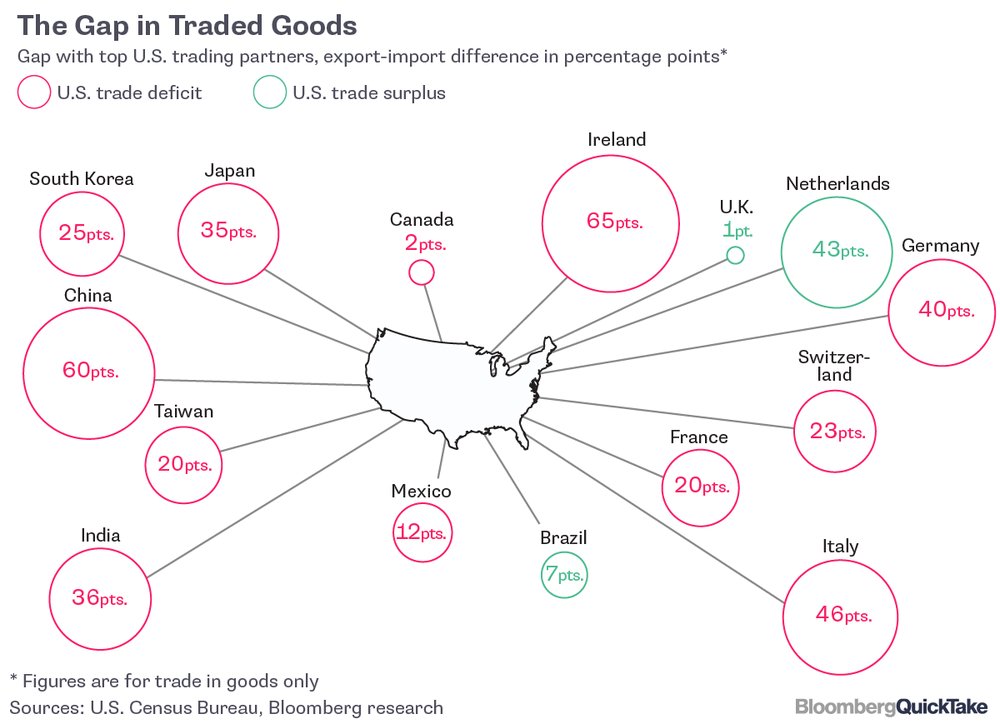 The Gap in Traded Goods
Gap with top U.S. trading partners, export-import difference in percentage points*
U.S. trade deficit
U.S. trade surplus
Ireland
65pts.
Japan
35pts.
South Korea
25pts.
Canada
2pts.
U.K.
1pt.
Netherlands
43pts.
Germany
40pts.
China
60pts.
Switzer-
land
23pts.
Taiwan
20pts.
France
20pts.
Mexico
12pts.
India
36pts.
Brazil
7pts.
Italy
46pts.
* Figures are for trade in goods only
Sources: U.S. Census Bureau, Bloomberg research
BloombergQuickTake